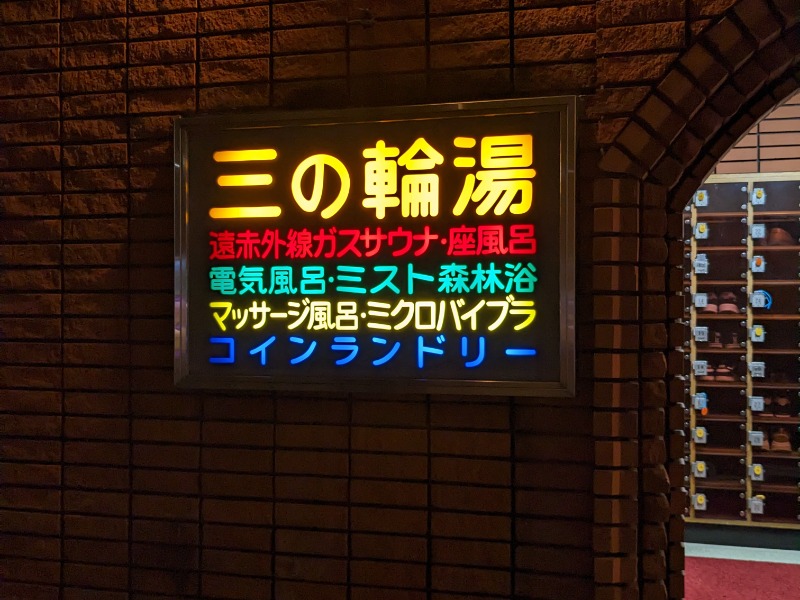 三の輪湯
遠赤外線ガスサウナ·座風呂
電気風呂·ミスト森林浴
マッサージ風呂·ミクロバイブラ
コインランドリー